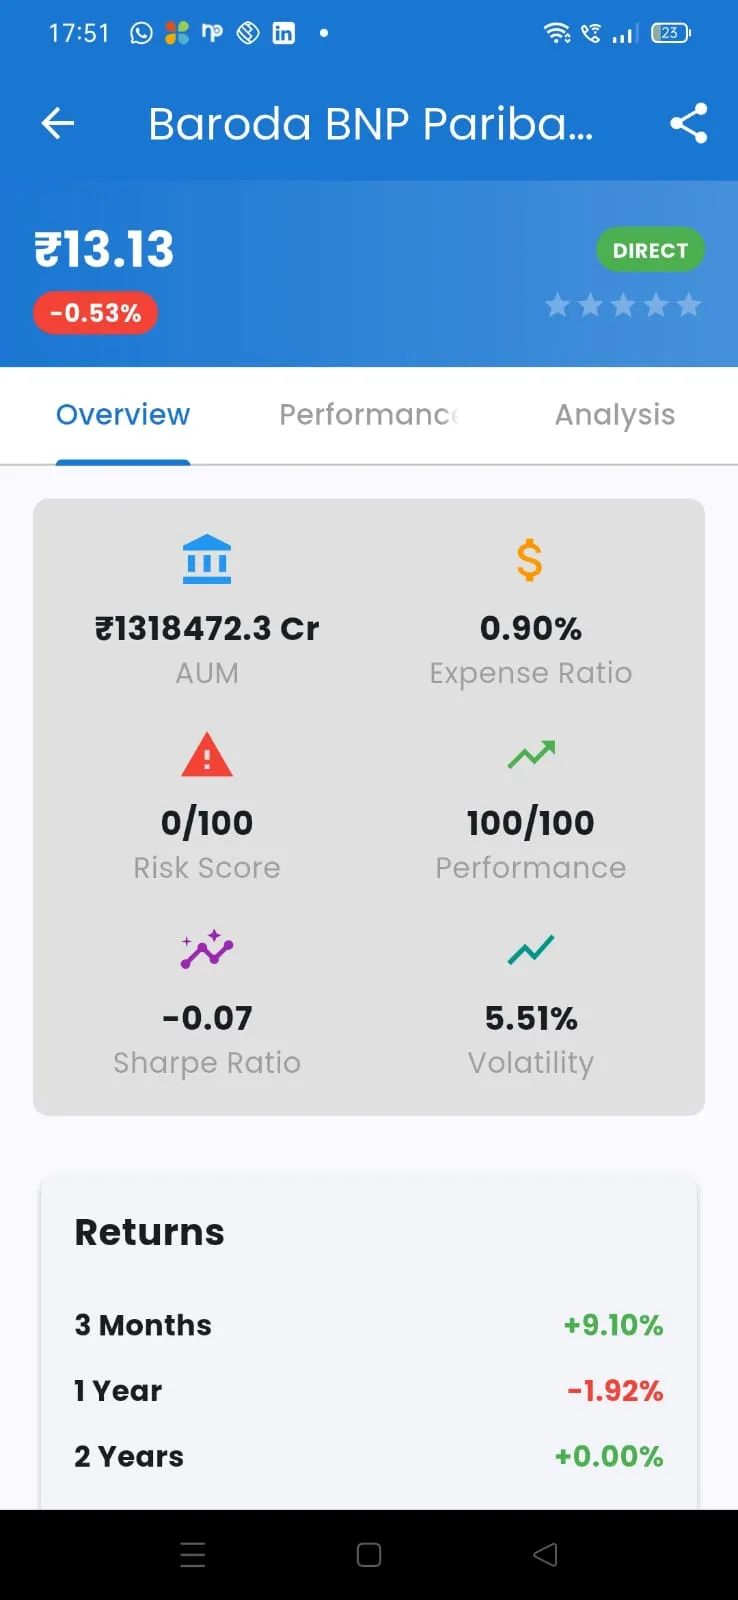 17:51
23
Baroda BNP Pariba...
₹13.13
DIRECT
-0.53%
Overview
Performanc
Analysis
₹1318472.3 Cr
0.90%
AUM
Expense Ratio
0/100
100/100
Risk Score
Performance
-0.07
5.51%
Sharpe Ratio
Volatility
Returns
3 Months
+9.10%
1 Year
-1.92%
2 Years
+0.00%